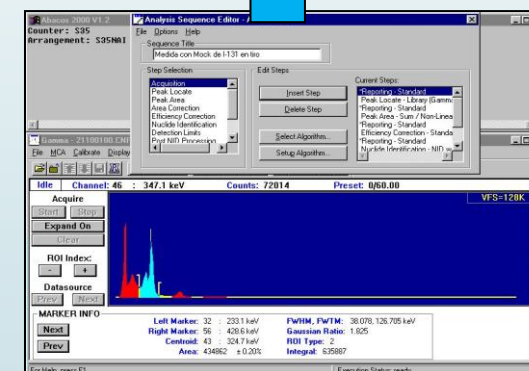 Abacos 2000 V1.2
Counter: S35
Arrangement: S35NAI
Analysis Sequence Editor - A
File Options Help
Sequence Title
Medida con Mock de I-131 en tiro
Step Selection
Acquisition
Peak Locate
Peak Area
Area Correction
Efficiency Correction
Nuclide Identification
Detection Limits
Post NID Processing
Edit Steps
Insert Step
Delete Step
Select Algorithm...
Setup Algorithm...
Current Steps:
*Reporting - Standard
Peak Locate - Library (Gamma
*Reporting - Standard
Peak Area - Sum / Non-Linea
*Reporting - Standard
Efficiency Correction - Standa
*Reporting - Standard
Nuclide Identification - NID w
Gamma - 21100100.CNF
File MCA Calibrate Display
Idle Channel: 46 : 347.1 keV Counts: 72014 Preset: 0/60.00
Acquire
Start Stop
Expand On
Clear
ROI Index:
- +
Datasource
Prev Next
VFS=128K
MARKER INFO
Next
Prev
Left Marker: 32 : 233.1 keV FWHM, FWTM: 38.078, 126.705 keV
Right Marker: 56 : 428.6 keV Gaussian Ratio: 1.825
Centroid: 43 : 324.7 keV ROI Type: 2
Area: 434862 ± 0.20% Integral: 635887
For Help, press F1 Execution Status: ready